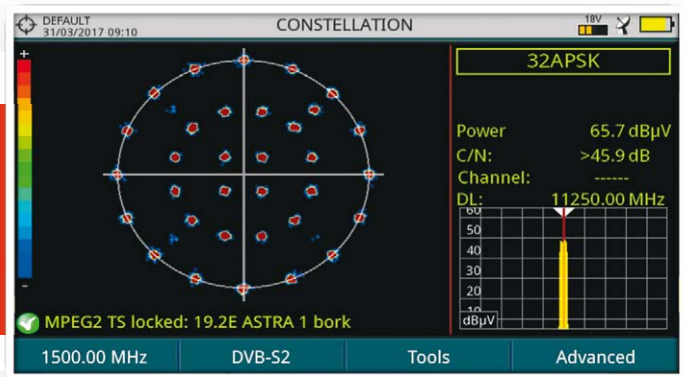 DEFAULT
31/03/2017 09:10
CONSTELLATION
18V
+
32APSK
Power 65.7 dBµV
C/N: >45.9 dB
Channel: ------
DL: 11250.00 MHz
60
50
40
30
20
10
dBµV
-
MPEG2 TS locked: 19.2E ASTRA 1 bork
1500.00 MHz DVB-S2 Tools Advanced